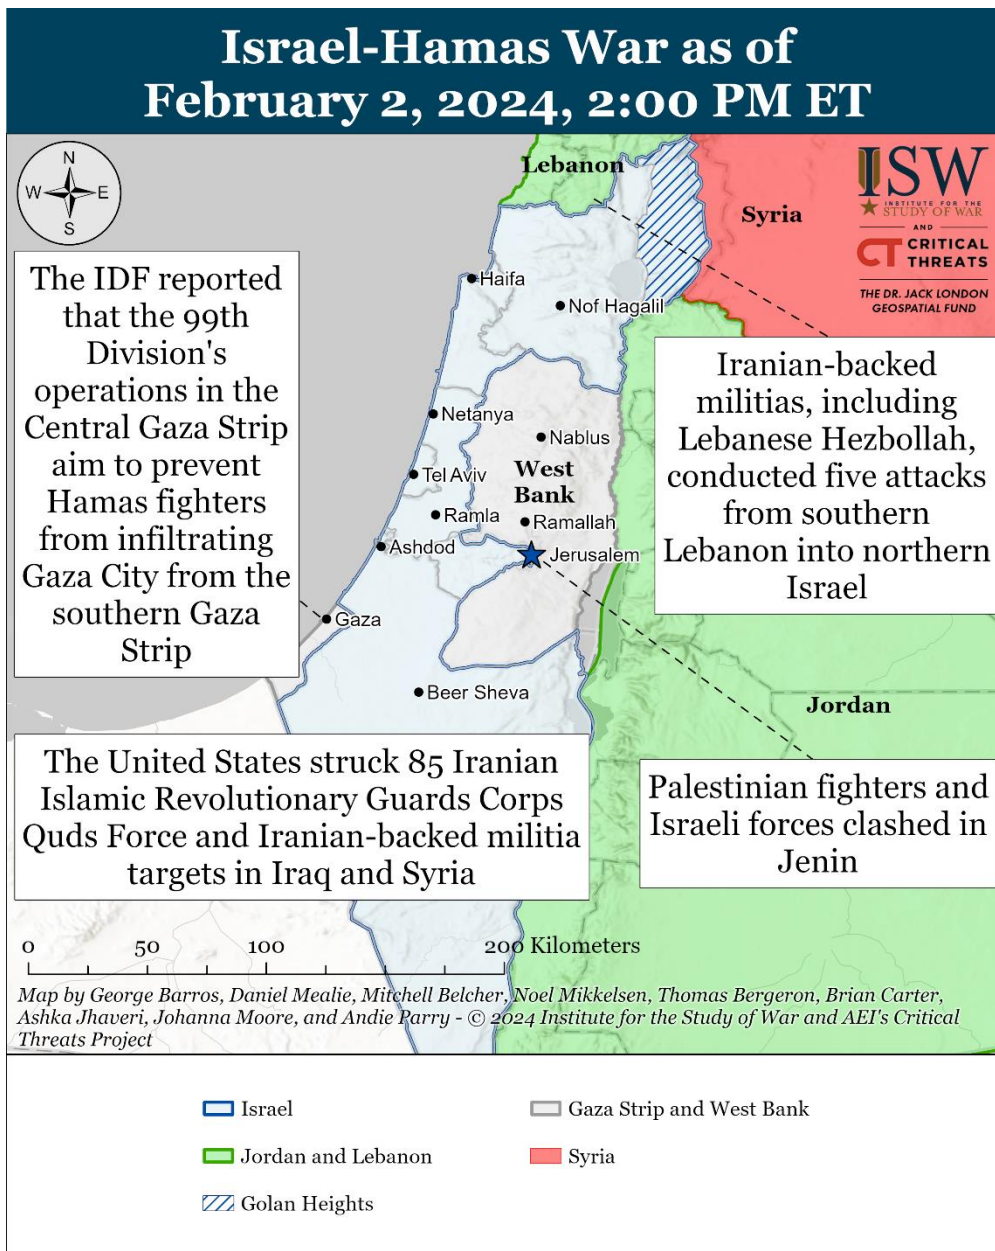 Israel-Hamas War as of
February 2, 2024, 2:00 PM ET
N
W
E
S
Lebanon
Syria
ISW
INSTITUTE FOR THE
STUDY OF WAR
AND
CT CRITICAL
THREATS
THE DR. JACK LONDON
GEOSPATIAL FUND
The IDF reported
that the 99th
Division's
operations in the
Central Gaza Strip
aim to prevent
Hamas fighters
from infiltrating
Gaza City from the
southern Gaza
Strip
Haifa
Nof Hagalil
Iranian-backed
militias, including
Lebanese Hezbollah,
conducted five attacks
from southern
Lebanon into northern
Israel
Netanya
Nablus
West
Bank
Tel Aviv
Ramla
Ramallah
Ashdod
Jerusalem
Gaza
Beer Sheva
Jordan
The United States struck 85 Iranian
Islamic Revolutionary Guards Corps
Quds Force and Iranian-backed militia
targets in Iraq and Syria
Palestinian fighters and
Israeli forces clashed in
Jenin
0 50 100 200 Kilometers
Map by George Barros, Daniel Mealie, Mitchell Belcher, Noel Mikkelsen, Thomas Bergeron, Brian Carter,
Ashka Jhaveri, Johanna Moore, and Andie Parry - © 2024 Institute for the Study of War and AEI's Critical
Threats Project
Israel
Gaza Strip and West Bank
Jordan and Lebanon
Syria
Golan Heights